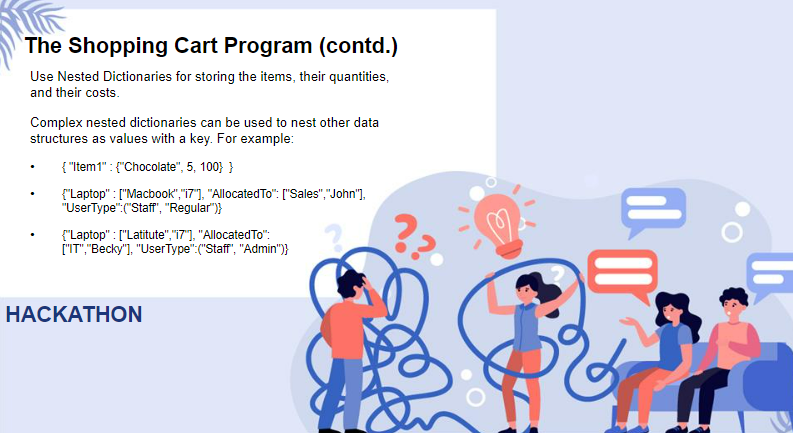 The Shopping Cart Program (contd.)
Use Nested Dictionaries for storing the items, their quantities,
and their costs.
Complex nested dictionaries can be used to nest other data
structures as values with a key. For example:
• { "Item1" : {"Chocolate", 5, 100} }
• {"Laptop" : ["Macbook","i7"], "AllocatedTo": ["Sales","John"],
"UserType":("Staff", "Regular")}
• {"Laptop" : ["Latitute","i7"], "AllocatedTo":
["IT","Becky"], "UserType":("Staff", "Admin")}
? ? ? ?
HACKATHON